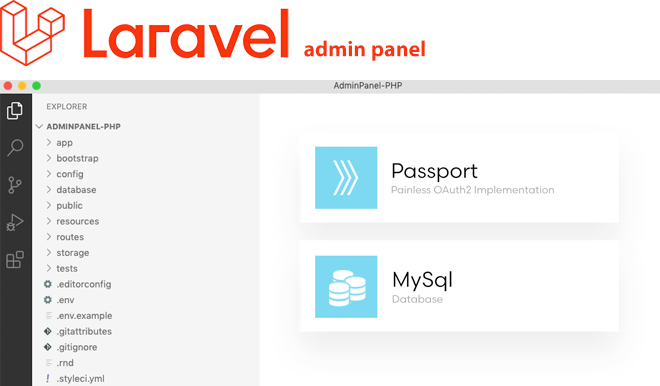 Laravel admin panel
AdminPanel-PHP
EXPLORER
ADMINPANEL-PHP
app
bootstrap
config
database
public
resources
routes
storage
tests
.editorconfig
.env
.env.example
.gitattributes
.gitignore
.rnd
.styleci.yml
Passport
Painless OAuth2 Implementation
MySql
Database